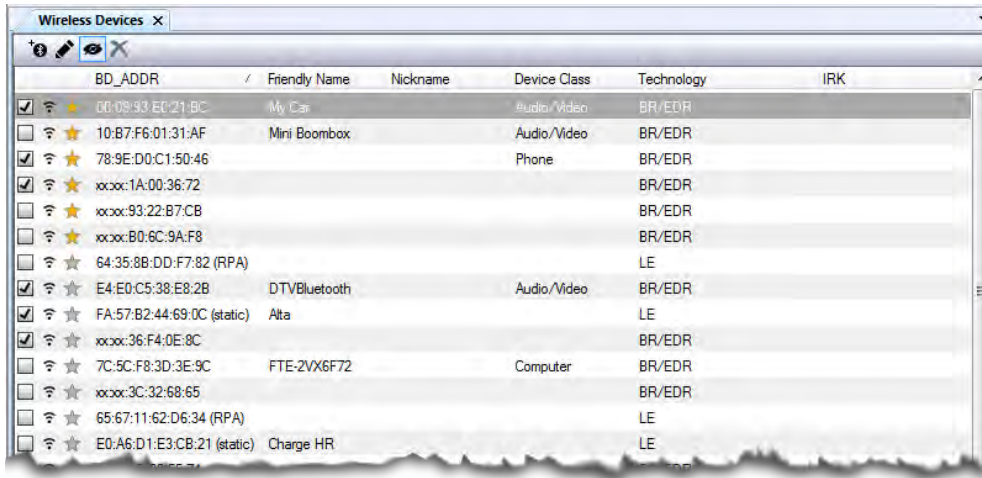 Wireless Devices X
BD_ADDR / Friendly Name Nickname Device Class Technology IRK
00:09:93:E0:21:BC My Car Audio/Video BR/EDR
10:B7:F6:01:31:AF Mini Boombox Audio/Video BR/EDR
78:9E:D0:C1:50:46 Phone BR/EDR
xx:xx:1A:00:36:72 BR/EDR
xx:xx:93:22:B7:CB BR/EDR
xx:xx:B0:6C:9A:F8 BR/EDR
64:35:8B:DD:F7:82 (RPA) LE
E4:E0:C5:38:E8:2B DTVBluetooth Audio/Video BR/EDR
FA:57:B2:44:69:0C (static) Alta LE
xx:xx:36:F4:0E:8C BR/EDR
7C:5C:F8:3D:3E:9C FTE-2VX6F72 Computer BR/EDR
xx:xx:3C:32:68:65 BR/EDR
65:67:11:62:D6:34 (RPA) LE
E0:A6:D1:E3:CB:21 (static) Charge HR LE